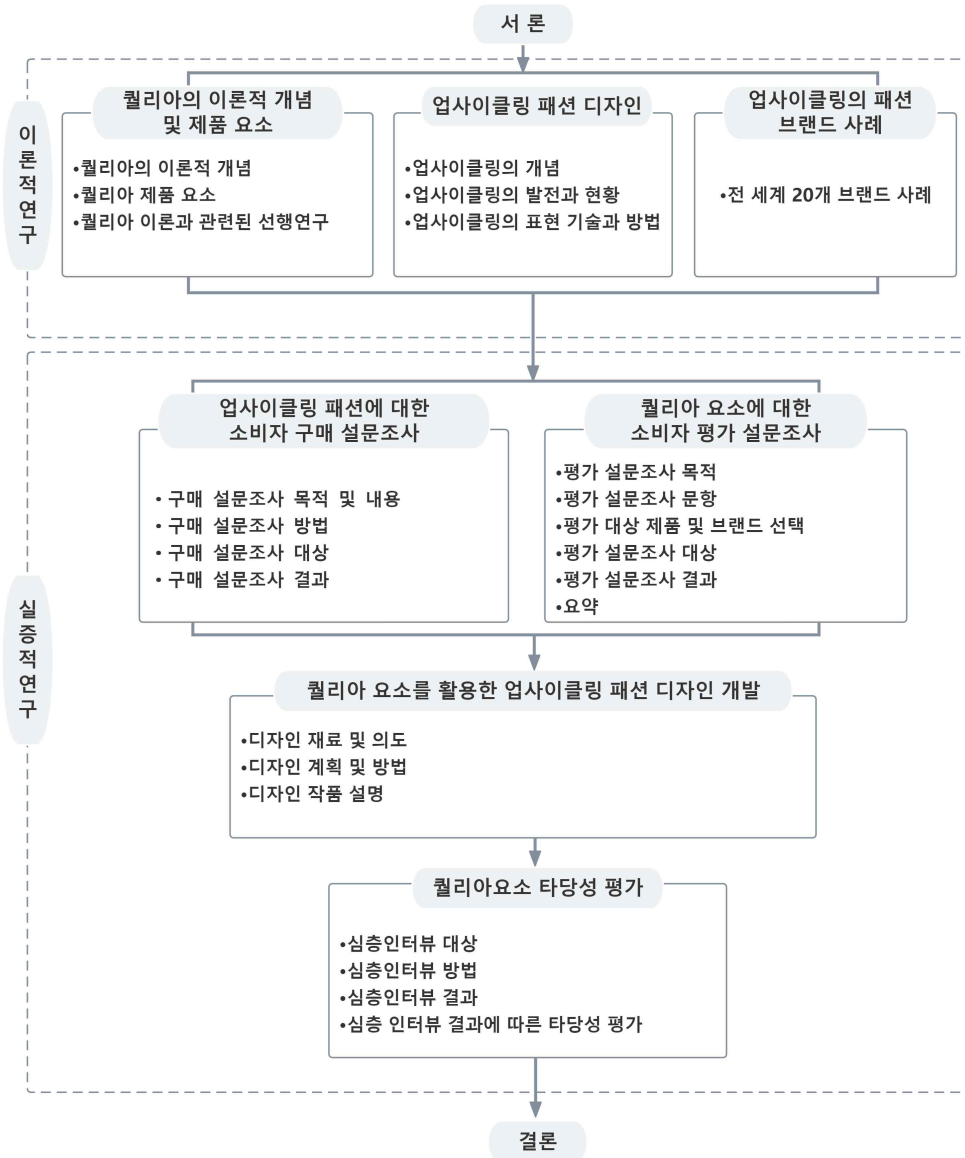 서 론
이론적연구
퀄리아의 이론적 개념
및 제품 요소
•퀄리아의 이론적 개념
•퀄리아 제품 요소
•퀄리아 이론과 관련된 선행연구
업사이클링 패션 디자인
•업사이클링의 개념
•업사이클링의 발전과 현황
•업사이클링의 표현 기술과 방법
업사이클링의 패션
브랜드 사례
•전 세계 20개 브랜드 사례
실증적연구
업사이클링 패션에 대한
소비자 구매 설문조사
• 구매 설문조사 목적 및 내용
• 구매 설문조사 방법
• 구매 설문조사 대상
• 구매 설문조사 결과
퀄리아 요소에 대한
소비자 평가 설문조사
•평가 설문조사 목적
•평가 설문조사 문항
•평가 대상 제품 및 브랜드 선택
•평가 설문조사 대상
•평가 설문조사 결과
•요약
퀄리아 요소를 활용한 업사이클링 패션 디자인 개발
•디자인 재료 및 의도
•디자인 계획 및 방법
•디자인 작품 설명
퀄리아요소 타당성 평가
•심층인터뷰 대상
•심층인터뷰 방법
•심층인터뷰 결과
•심층 인터뷰 결과에 따른 타당성 평가
결론